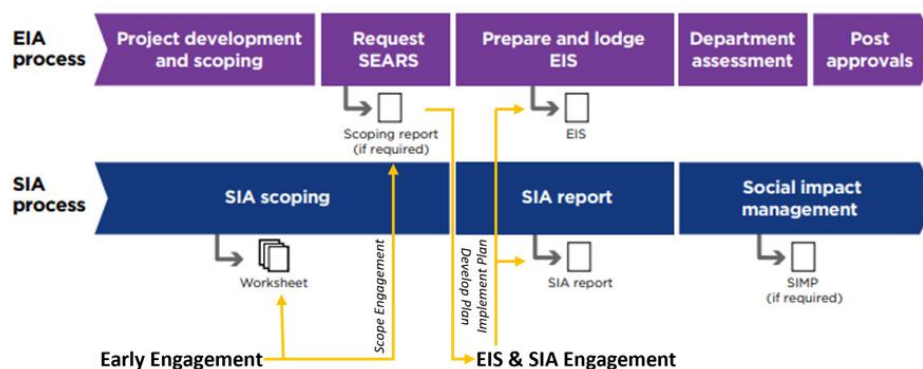 EIA
process
Project development
and scoping
Request
SEARS
Prepare and lodge
EIS
Department
assessment
Post
approvals
Scoping report
(if required)
EIS
SIA
process
SIA scoping
SIA report
Social impact
management
Worksheet
Scope Engagement
Develop Plan
Implement Plan
SIA report
SIMP
(if required)
Early Engagement
EIS & SIA Engagement